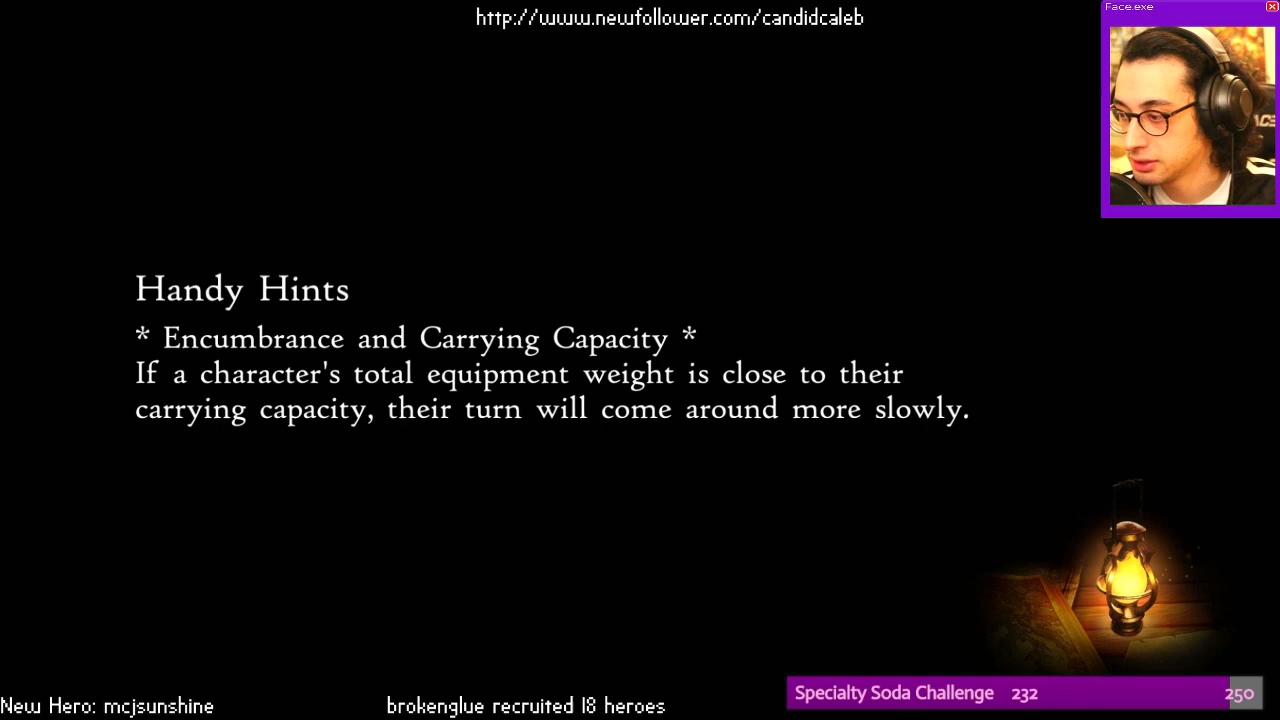 http://www.newfollower.com/candidcaleb
Face.exe
Handy Hints
* Encumbrance and Carrying Capacity *
If a character's total equipment weight is close to their
carrying capacity, their turn will come around more slowly.
Specialty Soda Challenge 232 250
New Hero: mcjsunshine
brokenglue recruited 18 heroes